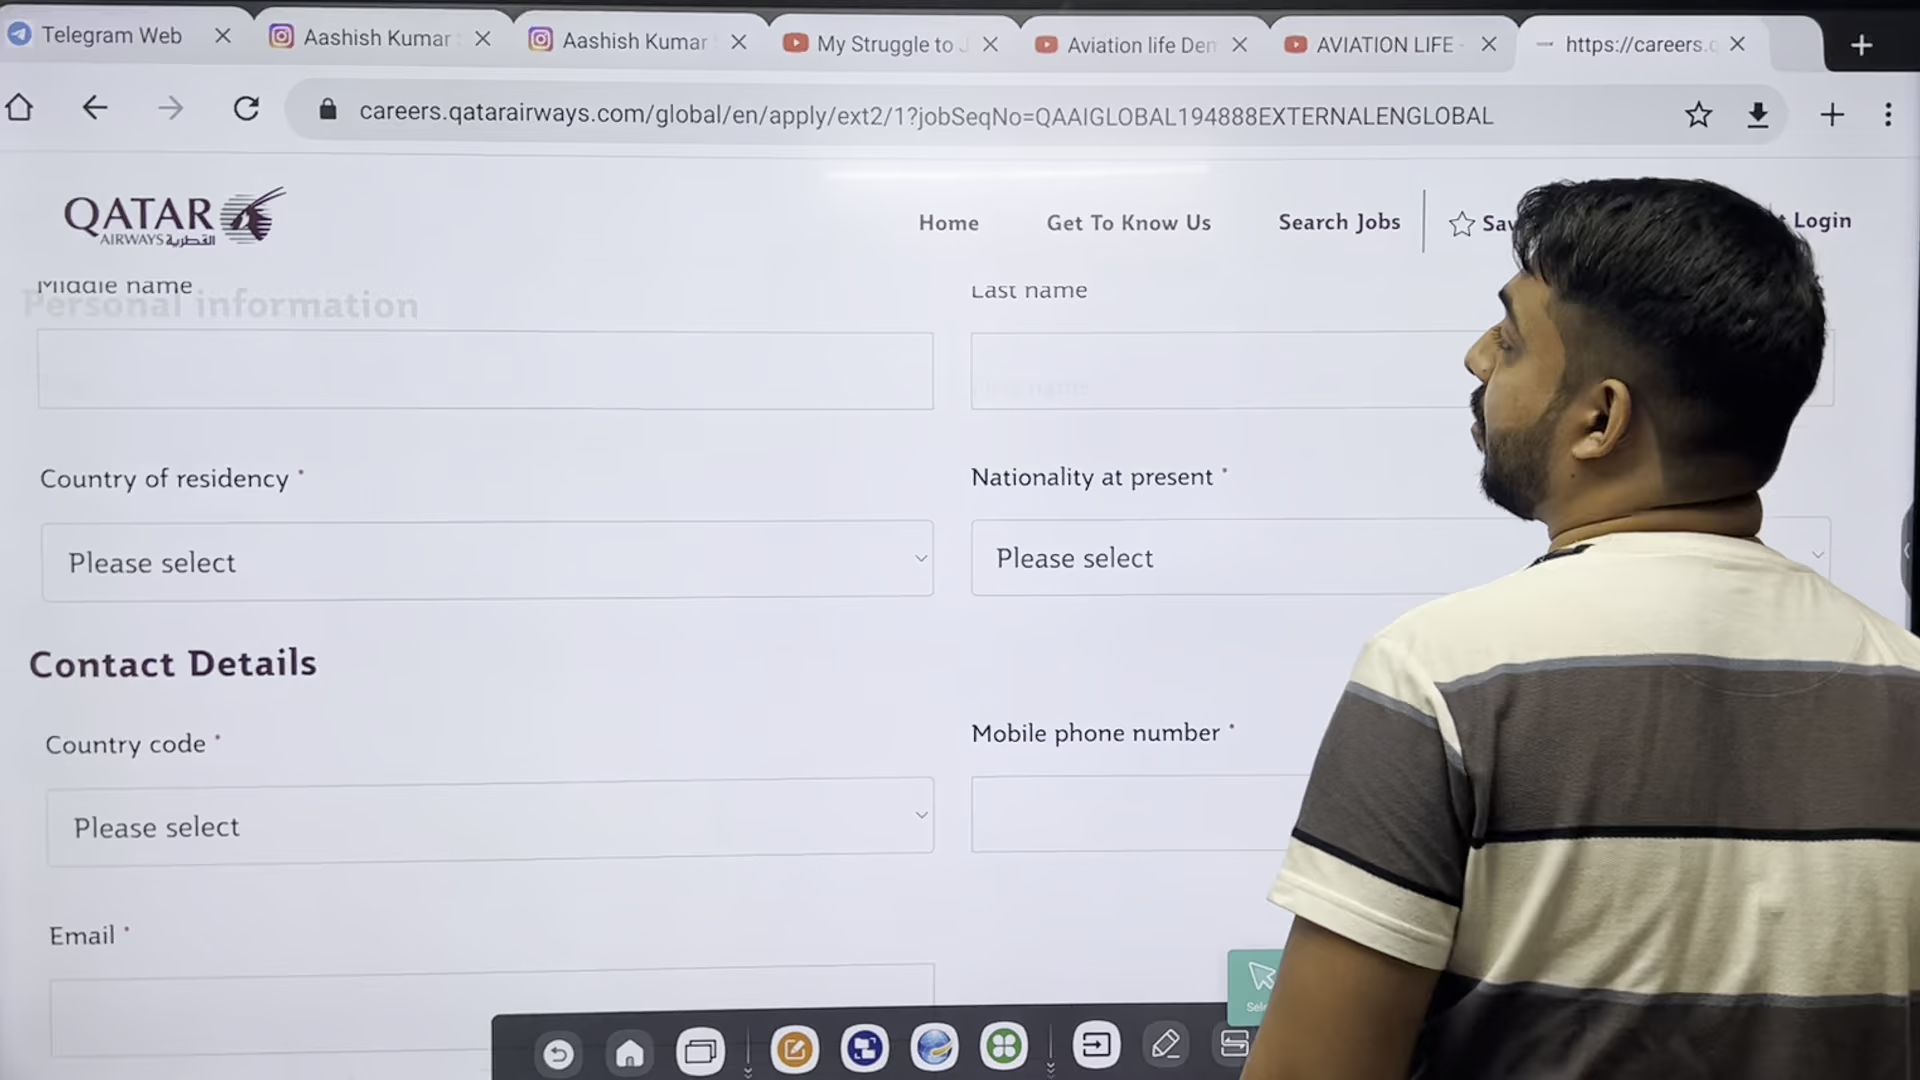 Telegram Web
Aashish Kumar
Aashish Kumar
My Struggle to J
Aviation life Den
AVIATION LIFE -
https://careers.q
careers.qatarairways.com/global/en/apply/ext2/1?jobSeqNo=QAAIGLOBAL194888EXTERNALENGLOBAL
QATAR
AIRWAYS القطرية
Home
Get To Know Us
Search Jobs
Sav
Login
Middle name
Last name
Personal information
Country of residency *
Nationality at present *
Please select
Please select
Contact Details
Country code *
Mobile phone number *
Please select
Email *
Sele